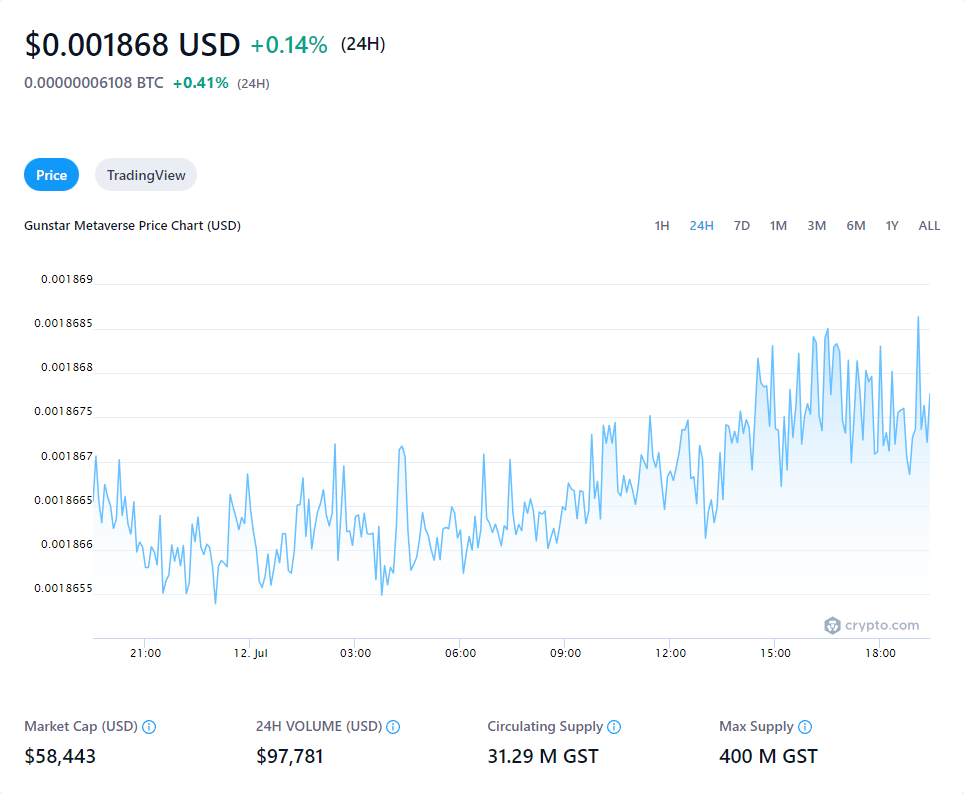 $0.001868 USD +0.14% (24H)
0.00000006108 BTC +0.41% (24H)
Price TradingView
Gunstar Metaverse Price Chart (USD) 1H 24H 7D 1M 3M 6M 1Y ALL
0.001869
0.0018685
0.001868
0.0018675
0.001867
0.0018665
0.001866
0.0018655
crypto.com
21:00 12. Jul 03:00 06:00 09:00 12:00 15:00 18:00
Market Cap (USD) 24H VOLUME (USD) Circulating Supply Max Supply
$58,443 $97,781 31.29 M GST 400 M GST